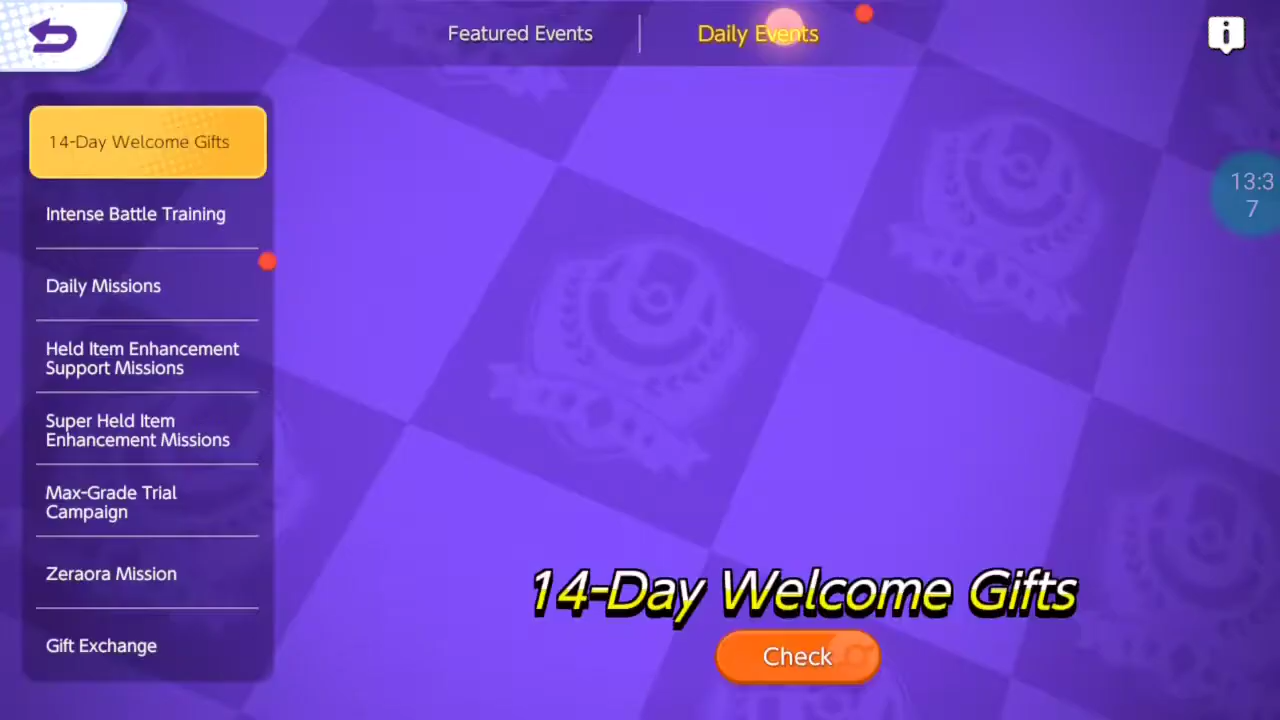 Featured Events
Daily Events
14-Day Welcome Gifts
Intense Battle Training
Daily Missions
Held Item Enhancement
Support Missions
Super Held Item
Enhancement Missions
Max-Grade Trial
Campaign
Zeraora Mission
Gift Exchange
13:3
7
14-Day Welcome Gifts
Check